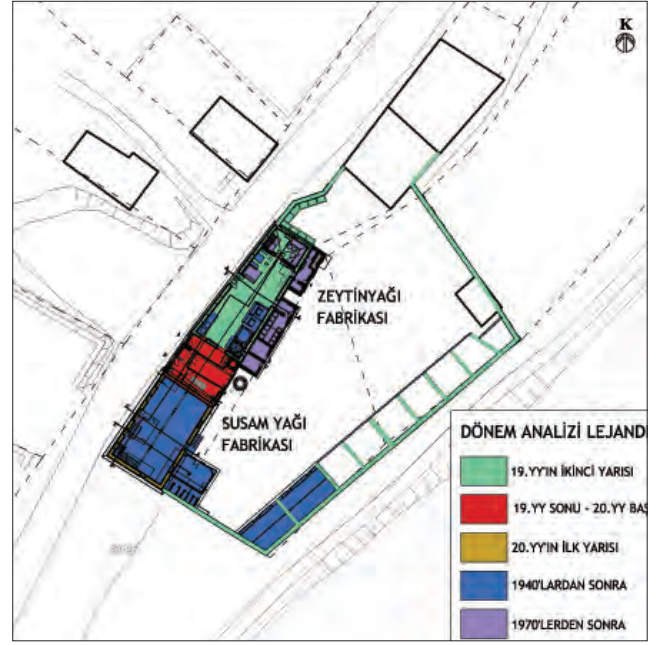 K
ZEYTİNYAĞI
FABRİKASI
SUSAM YAĞI
FABRİKASI
DÖNEM ANALİZİ LEJANDI
19.YY'IN İKİNCİ YARISI
19.YY SONU - 20.YY BAŞ
20.YY'IN İLK YARISI
1940'LARDAN SONRA
1970'LERDEN SONRA